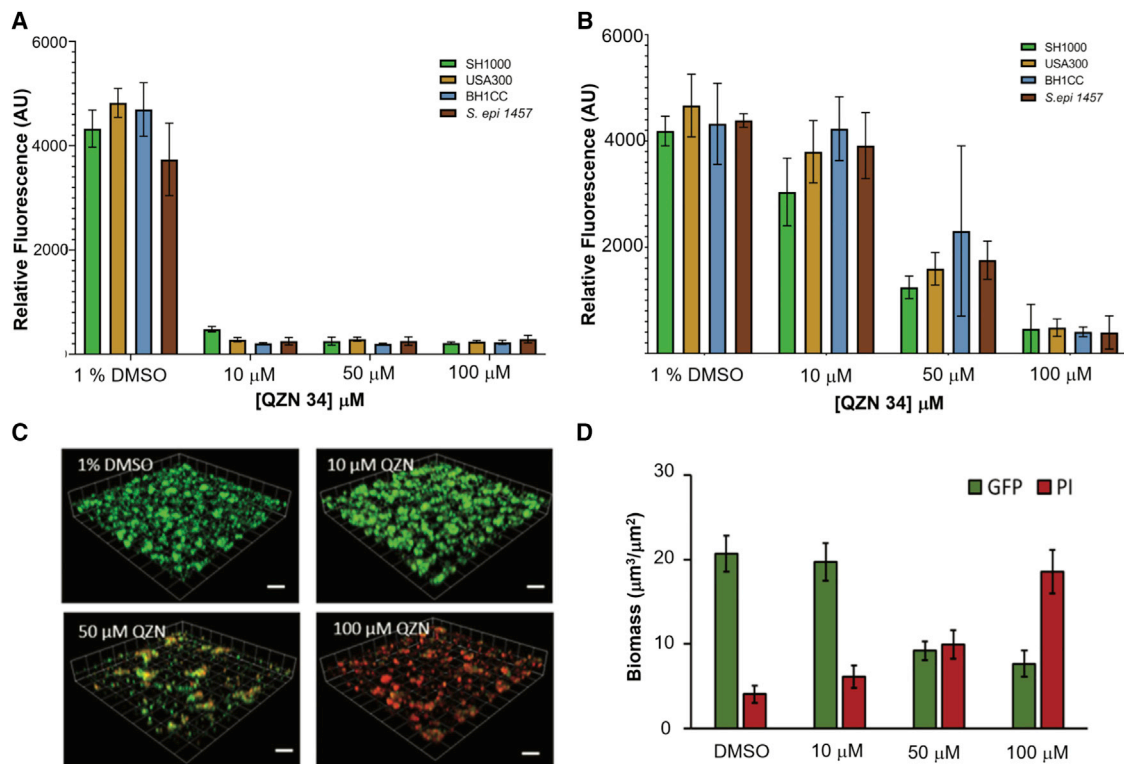 A
6000
4000
2000
Relative Fluorescence (AU)
SH1000
USA300
BH1CC
S. epi 1457
1 % DMSO
10 μM
50 μM
100 μM
[QZN 34] μM
B
6000
4000
2000
Relative Fluorescence (AU)
SH1000
USA300
BH1CC
S.epi 1457
1 % DMSO
10 μM
50 μM
100 μM
[QZN 34] μM
C
1% DMSO
10 μM QZN
50 μM QZN
100 μM QZN
D
30
20
10
0
Biomass (μm³/μm²)
GFP
PI
DMSO
10 μM
50 μM
100 μM